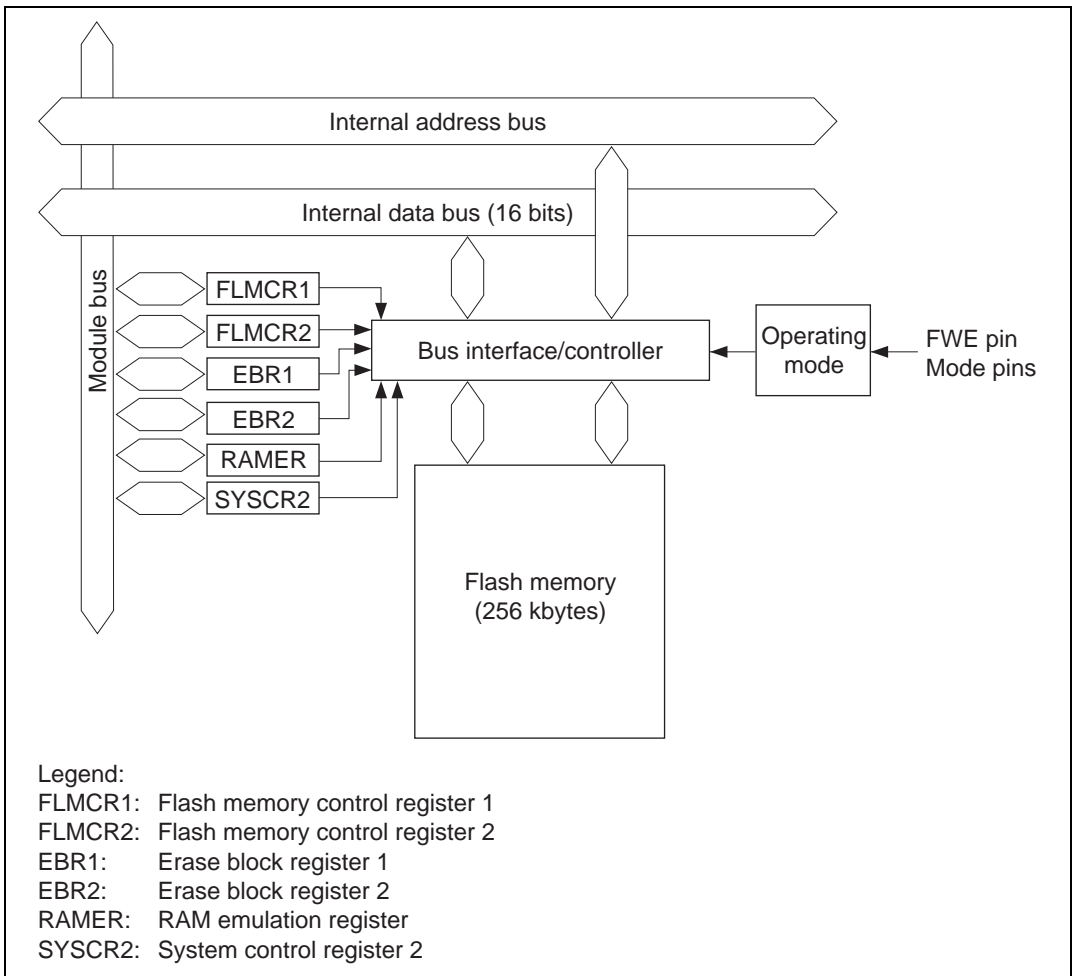 Internal address bus
Internal data bus (16 bits)
Module bus
FLMCR1
FLMCR2
EBR1
EBR2
RAMER
SYSCR2
Bus interface/controller
Operating
mode
FWE pin
Mode pins
Flash memory
(256 kbytes)
Legend:
FLMCR1: Flash memory control register 1
FLMCR2: Flash memory control register 2
EBR1: Erase block register 1
EBR2: Erase block register 2
RAMER: RAM emulation register
SYSCR2: System control register 2